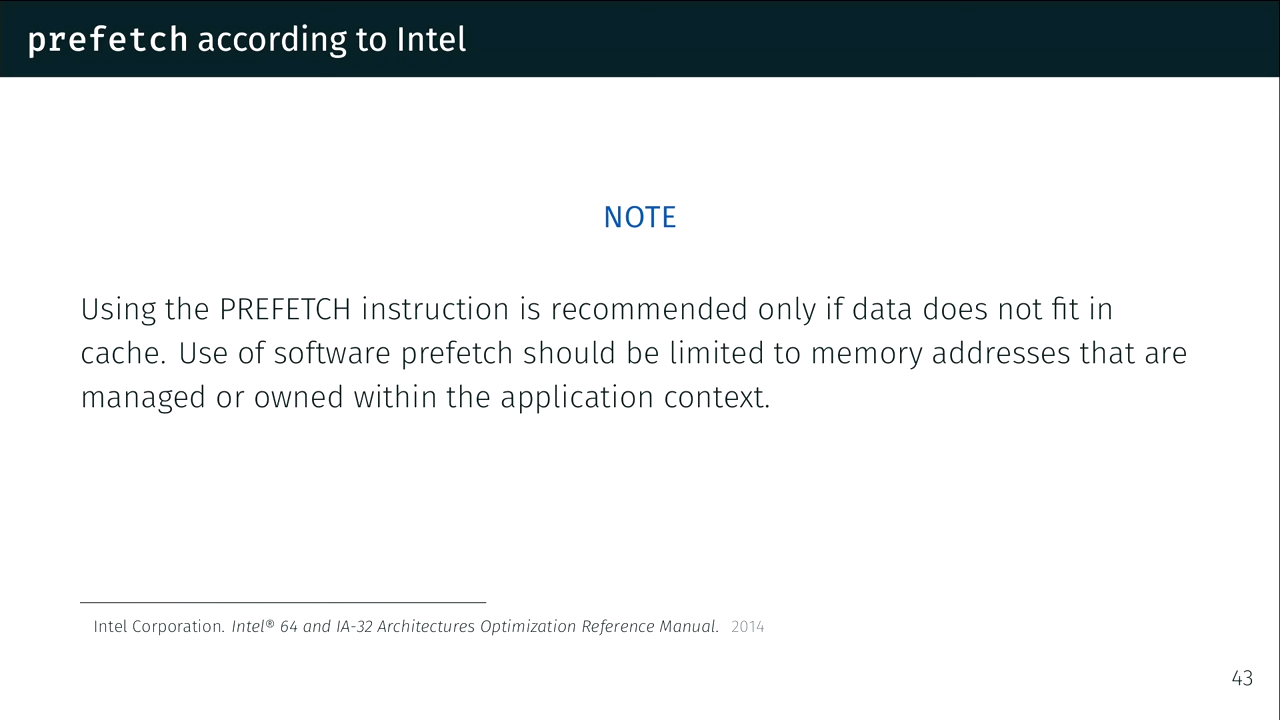 prefetch according to Intel
NOTE
Using the PREFETCH instruction is recommended only if data does not fit in
cache. Use of software prefetch should be limited to memory addresses that are
managed or owned within the application context.
Intel Corporation. Intel® 64 and IA-32 Architectures Optimization Reference Manual. 2014
43